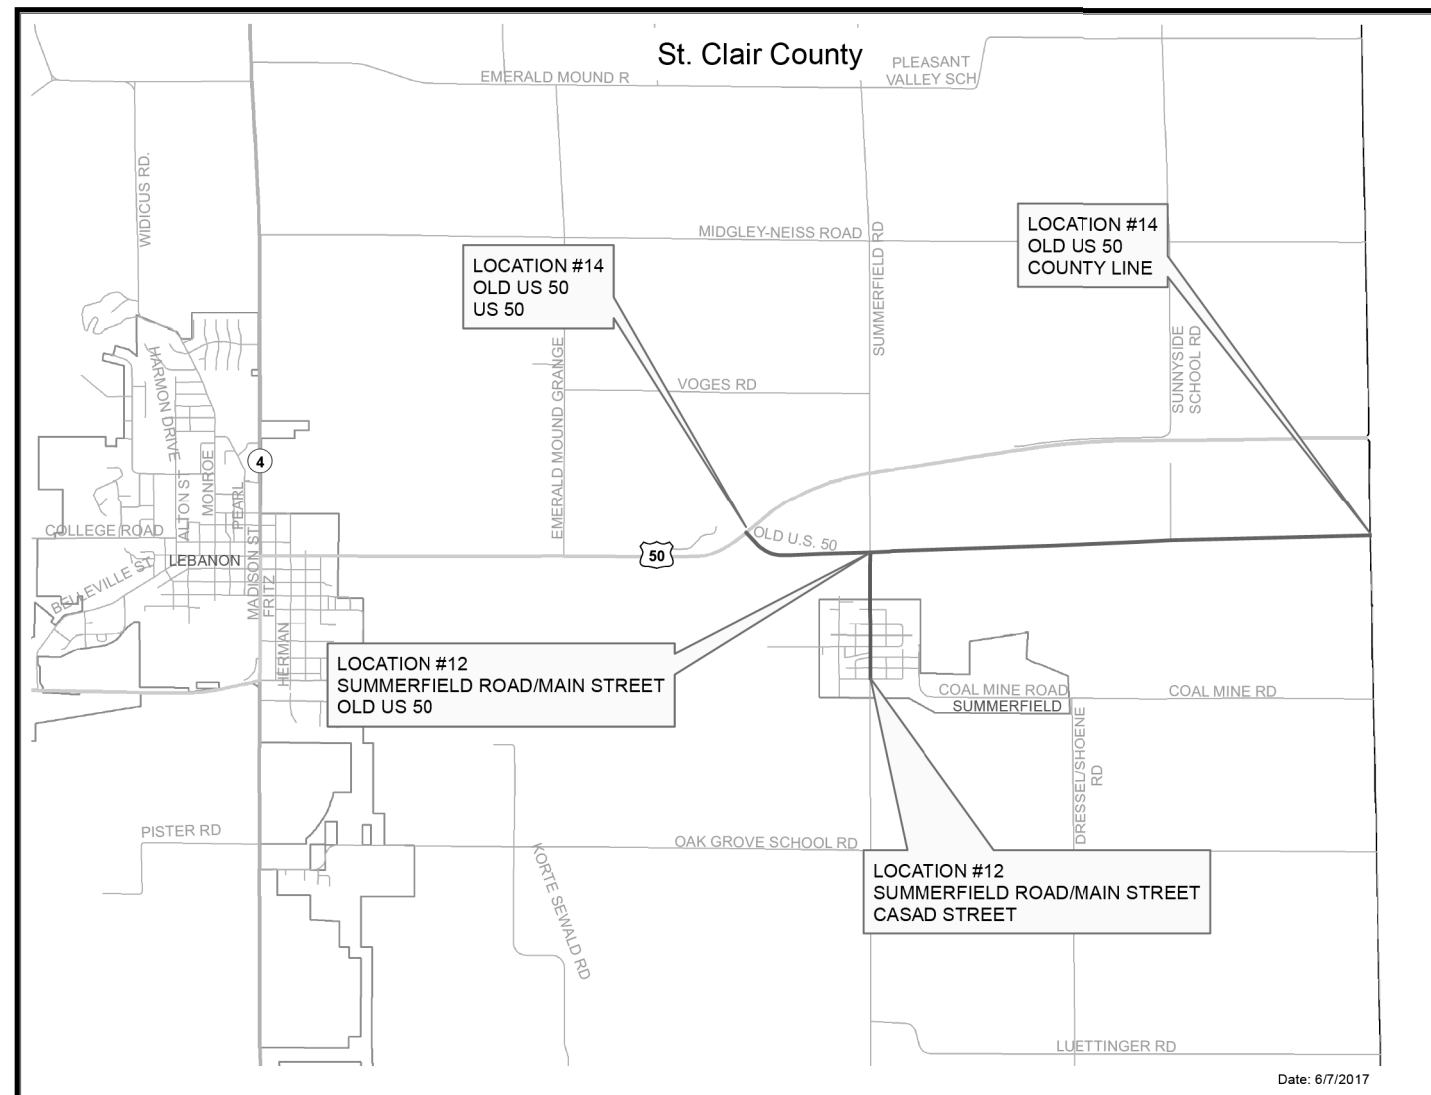 St. Clair County
PLEASANT
VALLEY SCH
EMERALD MOUND R
WIDICUS RD.
MIDGLEY-NEISS ROAD
SUMMERFIELD RD
LOCATION #14
OLD US 50
COUNTY LINE
LOCATION #14
OLD US 50
US 50
SUNNYSIDE
SCHOOL RD
HARMON DRIVE
EMERALD MOUND GRANGE
VOGES RD
4
MONROE
ALTON ST
PEARL
COLLEGE ROAD
MADISON ST
LEBANON
50
OLD U.S. 50
BELLEVILLE ST
FRITZ
HERMAN
LOCATION #12
SUMMERFIELD ROAD/MAIN STREET
OLD US 50
COAL MINE ROAD
COAL MINE RD
SUMMERFIELD
DRESSEL/SHOENE
RD
PISTER RD
OAK GROVE SCHOOL RD
KORTE SEWALD RD
LOCATION #12
SUMMERFIELD ROAD/MAIN STREET
CASAD STREET
LUETTINGER RD
Date: 6/7/2017